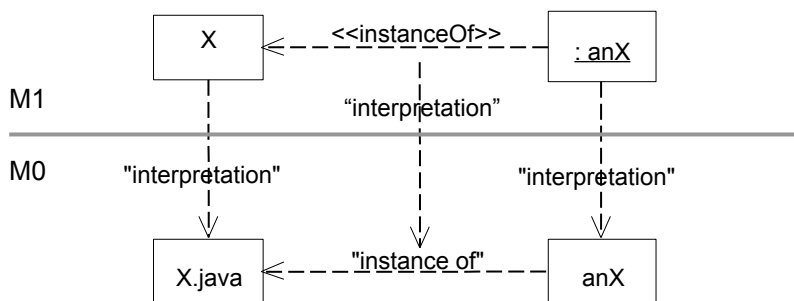 X
<<instanceOf>>
: anX
M1
“interpretation”
M0
"interpretation"
"interpretation"
X.java
"instance of"
anX